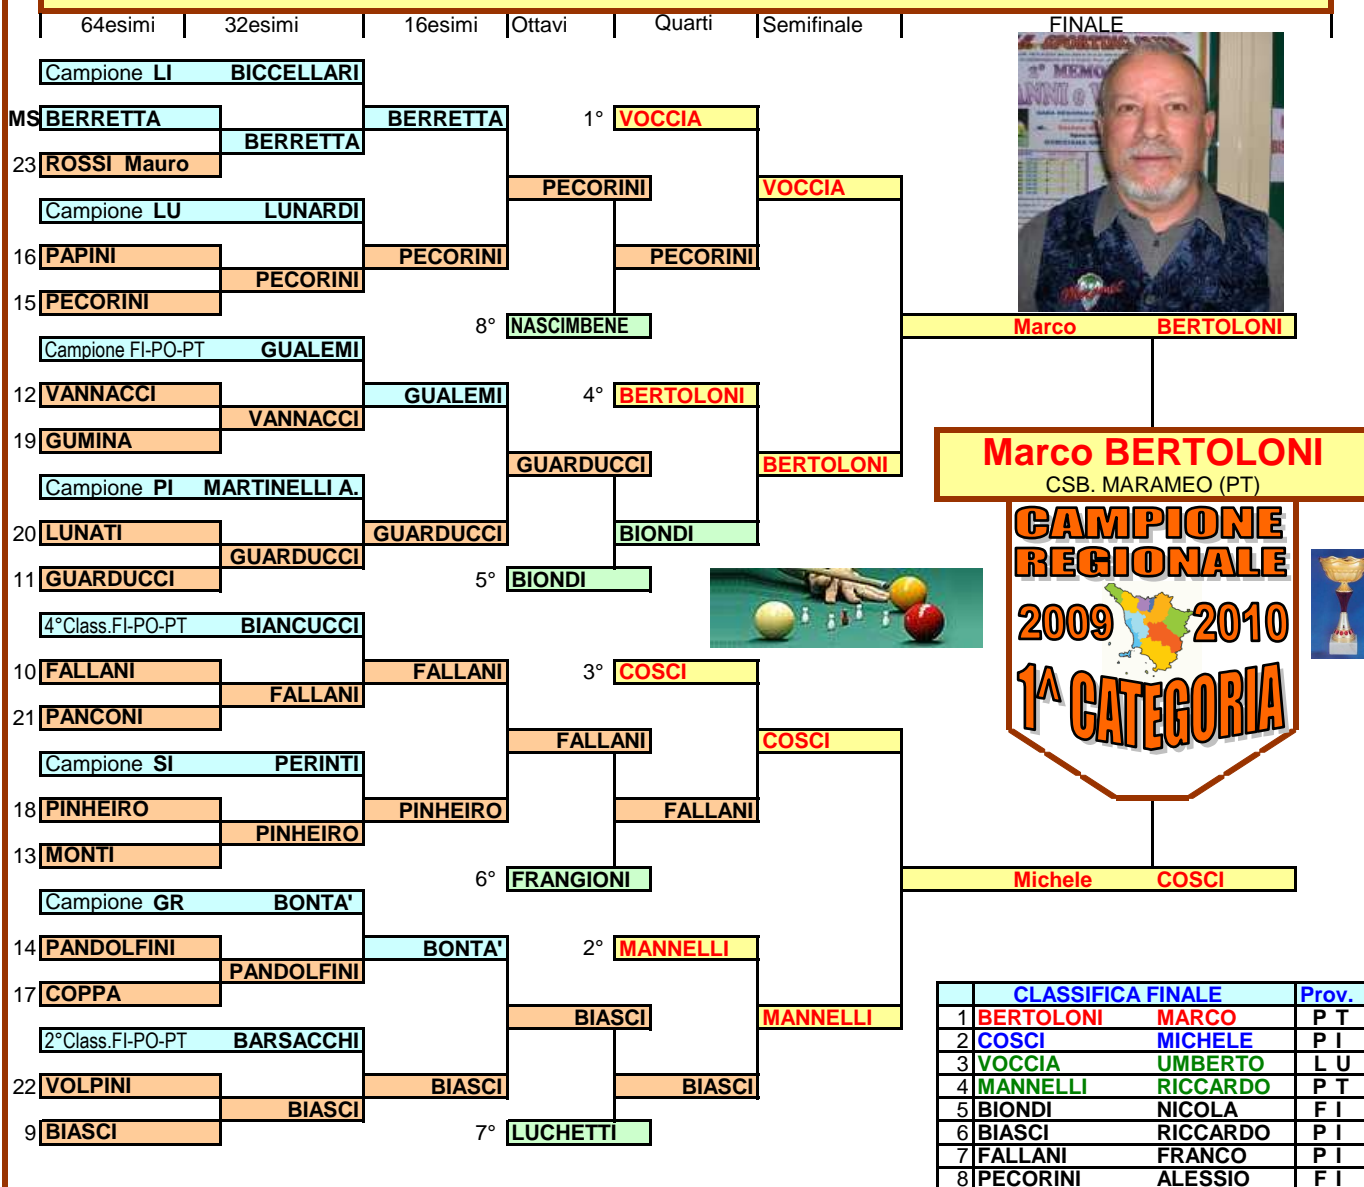 64esimi 32esimi 16esimi Ottavi Quarti Semifinale FINALE
Campione LI BICCELLARI
MS BERRETTA BERRETTA 1° VOCCIA
BERRETTA
23 ROSSI Mauro
PECORINI VOCCIA
Campione LU LUNARDI
16 PAPINI PECORINI PECORINI
PECORINI
15 PECORINI
8° NASCIMBENE Marco BERTOLONI
Campione FI-PO-PT GUALEMI
12 VANNACCI GUALEMI 4° BERTOLONI
VANNACCI
19 GUMINA
Marco BERTOLONI
GUARDUCCI BERTOLONI
CSB. MARAMEO (PT)
Campione PI MARTINELLI A.
CAMPIONE
20 LUNATI GUARDUCCI BIONDI
GUARDUCCI
REGIONALE
11 GUARDUCCI 5° BIONDI
4°Class.FI-PO-PT BIANCUCCI
2009 2010
10 FALLANI FALLANI 3° COSCI
FALLANI
1^ CATEGORIA
21 PANCONI
FALLANI COSCI
Campione SI PERINTI
18 PINHEIRO PINHEIRO FALLANI
PINHEIRO
13 MONTI
6° FRANGIONI Michele COSCI
Campione GR BONTA'
14 PANDOLFINI BONTA' 2° MANNELLI
PANDOLFINI
17 COPPA
CLASSIFICA FINALE Prov.
BIASCI MANNELLI
1 BERTOLONI MARCO P T
2°Class.FI-PO-PT BARSACCHI
2 COSCI MICHELE P I
3 VOCCIA UMBERTO L U
22 VOLPINI BIASCI BIASCI
4 MANNELLI RICCARDO P T
BIASCI
5 BIONDI NICOLA F I
9 BIASCI 7° LUCHETTI
6 BIASCI RICCARDO P I
7 FALLANI FRANCO P I
8 PECORINI ALESSIO F I